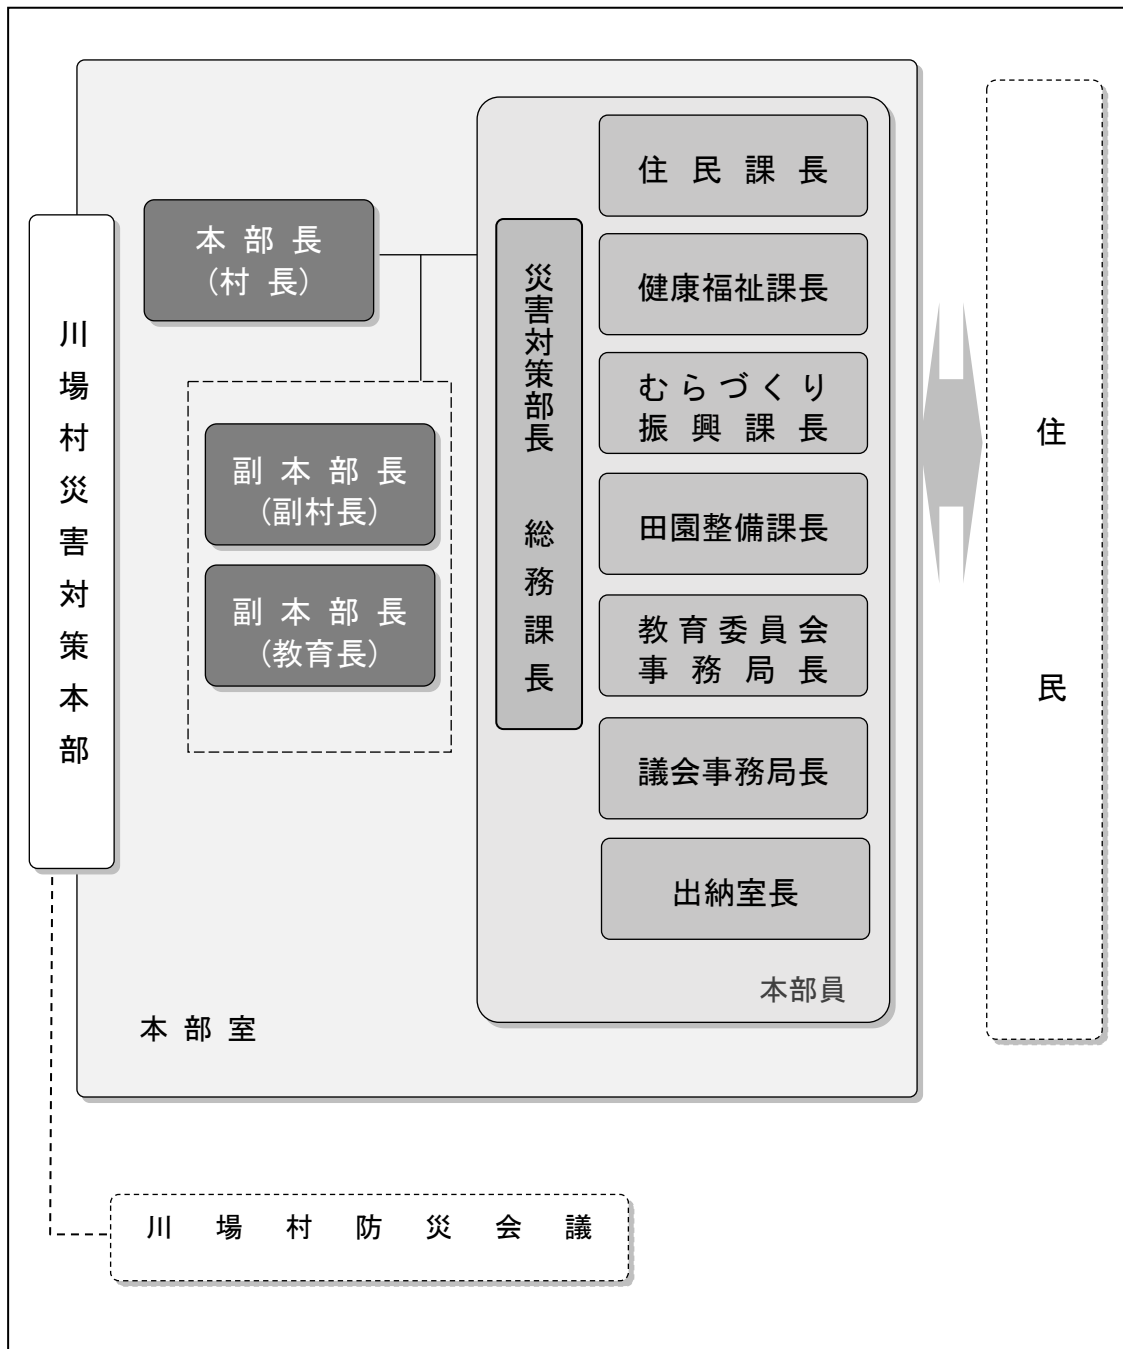 川場村災害対策本部
本部長
（村長）
副本部長
（副村長）
副本部長
（教育長）
災害対策部長 総務課長
住民課長
健康福祉課長
むらづくり
振興課長
田園整備課長
教育委員会
事務局長
議会事務局長
出納室長
本部員
本部室
住民
川場村防災会議